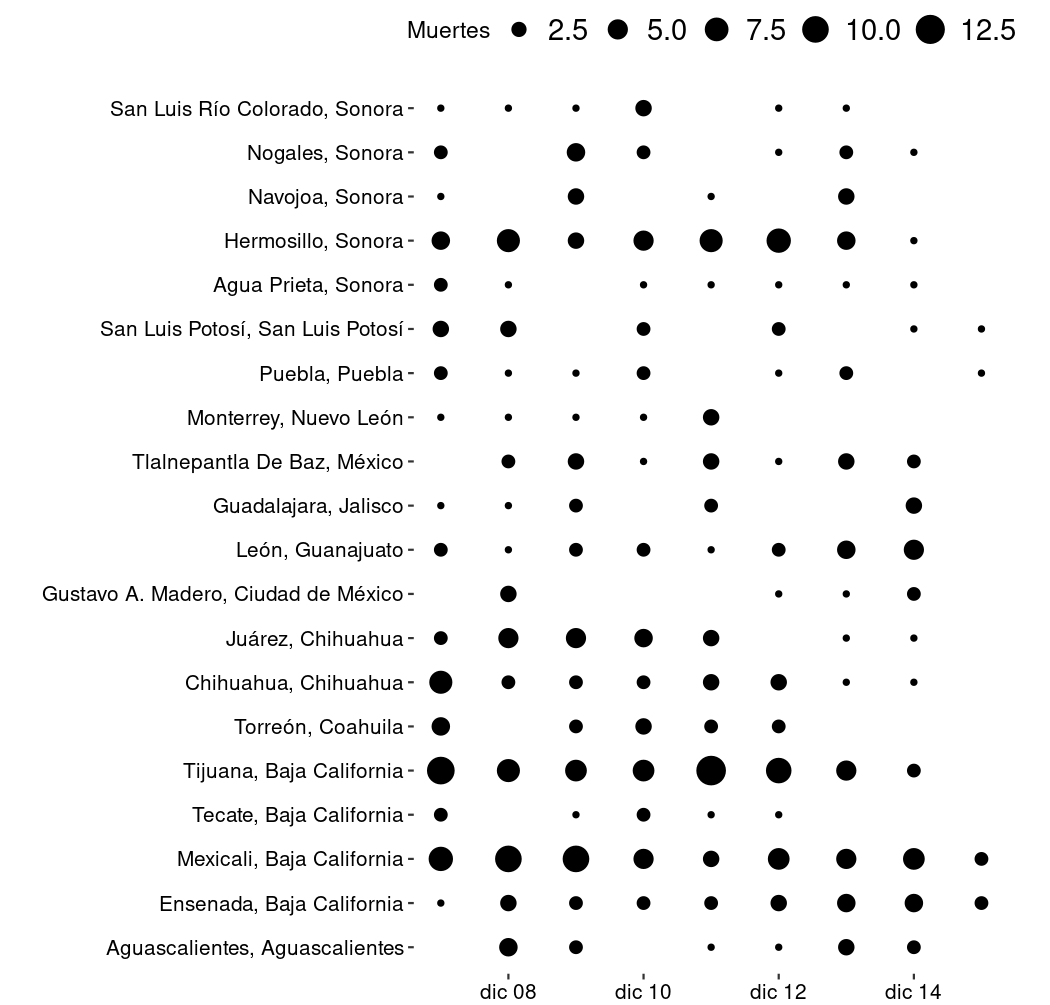 Muertes 2.5 5.0 7.5 10.0 12.5
San Luis Río Colorado, Sonora
Nogales, Sonora
Navojoa, Sonora
Hermosillo, Sonora
Agua Prieta, Sonora
San Luis Potosí, San Luis Potosí
Puebla, Puebla
Monterrey, Nuevo León
Tlalnepantla De Baz, México
Guadalajara, Jalisco
León, Guanajuato
Gustavo A. Madero, Ciudad de México
Juárez, Chihuahua
Chihuahua, Chihuahua
Torreón, Coahuila
Tijuana, Baja California
Tecate, Baja California
Mexicali, Baja California
Ensenada, Baja California
Aguascalientes, Aguascalientes
dic 08 dic 10 dic 12 dic 14